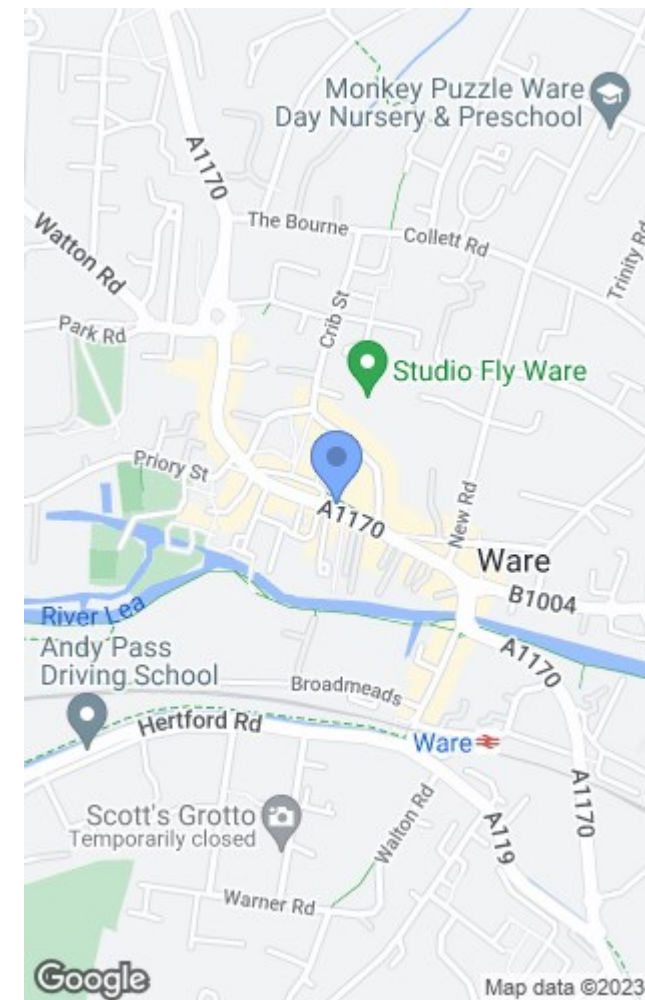 Monkey Puzzle Ware
Day Nursery & Preschool
A1170
The Bourne
Collett Rd
Trinity Rd
Watton Rd
Crib St
Park Rd
Studio Fly Ware
Priory St
A1170
New Rd
Ware
B1004
River Lea
Andy Pass
Driving School
A1170
Broadmeads
Hertford Rd
Ware
A1170
Scott's Grotto
Temporarily closed
Walton Rd
A119
Warner Rd
Google
Map data ©2023